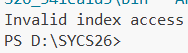 Invalid index access
PS D:\SYCS26>